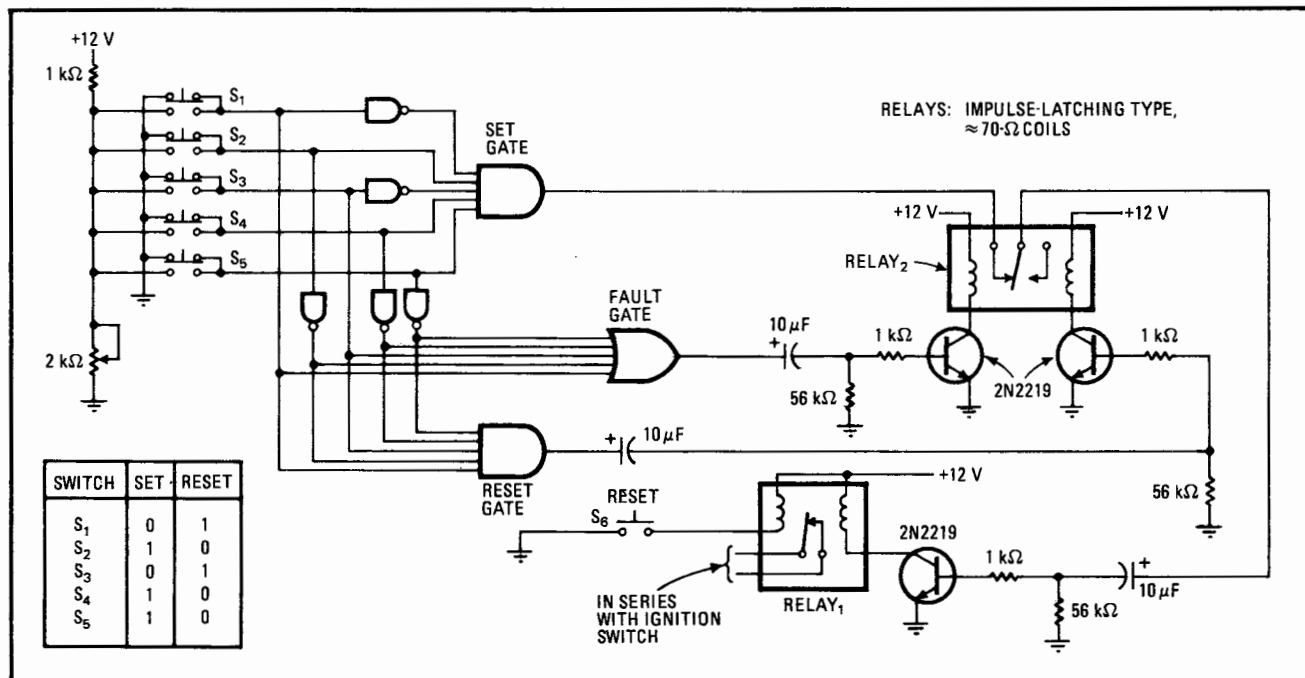 +12 V
1 kΩ
S1
S2
S3
S4
S5
2 kΩ
SET
GATE
RELAYS: IMPULSE-LATCHING TYPE,
≈70-Ω COILS
+12 V
+12 V
RELAY2
FAULT
GATE
10 μF
+
1 kΩ
56 kΩ
2N2219
1 kΩ
56 kΩ
RESET
GATE
+
10 μF
RESET
S6
+12 V
IN SERIES
WITH IGNITION
SWITCH
RELAY1
2N2219
1 kΩ
56 kΩ
+
10 μF
SWITCH SET RESET
S1 0 1
S2 1 0
S3 0 1
S4 1 0
S5 1 0